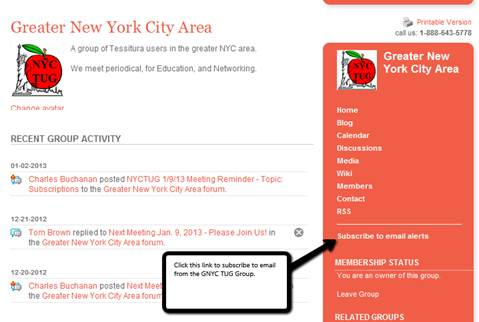 Greater New York City Area
A group of Tessitura users in the greater NYC area.
We meet periodical, for Education, and Networking.
NYC
TUG
Change avatar
RECENT GROUP ACTIVITY
01-02-2013
Charles Buchanan posted NYCTUG 1/9/13 Meeting Reminder - Topic:
Subscriptions to the Greater New York City Area forum.
12-21-2012
Tom Brown replied to Next Meeting Jan. 9, 2013 - Please Join Us! in
the Greater New York City Area forum.
12-20-2012
Charles Buchanan posted
Greater New York City Area f
Click this link to subscribe to email
from the GNYC TUG Group.
Printable Version
call us: 1-888-643-5778
NYC
TUG
Greater New
York City Area
Home
Blog
Calendar
Discussions
Media
Wiki
Members
Contact
RSS
Subscribe to email alerts
MEMBERSHIP STATUS
You are an owner of this group.
Leave Group
RELATED GROUPS